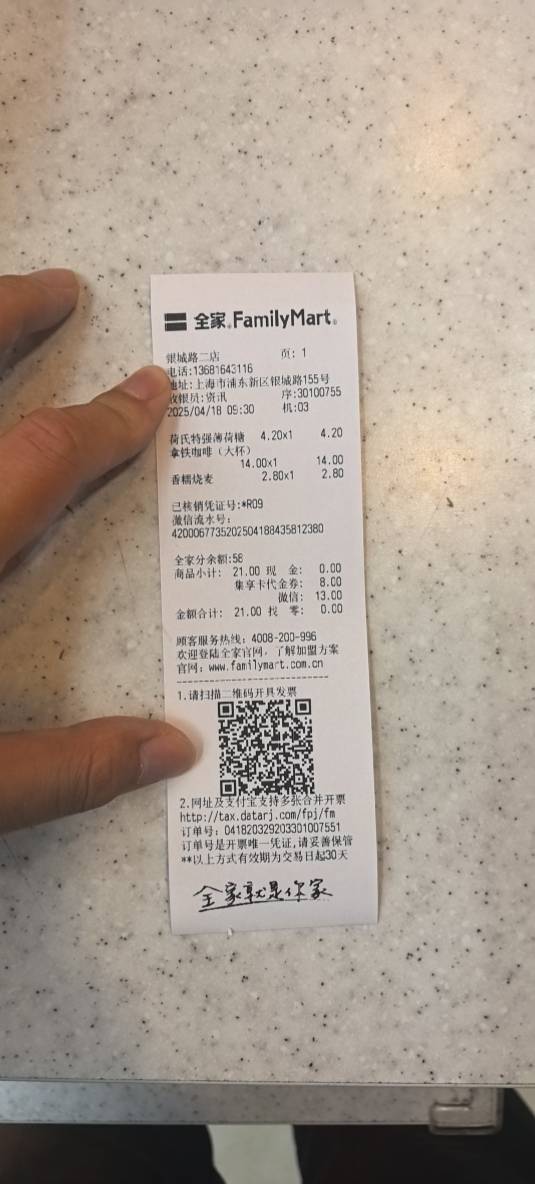 全家®FamilyMart®
银城路二店 页: 1
电话:13681643116
地址:上海市浦东新区银城路155号
收银员:资讯 序:30100755
2025/04/18 09:30 机:03
荷氏特强薄荷糖 4.20x1 4.20
拿铁咖啡（大杯）
14.00x1 14.00
香糯烧麦 2.80x1 2.80
已核销凭证号:*R09
微信流水号:
4200067735202504188435812380
全家分余额:58
商品小计: 21.00 现 金: 0.00
集享卡代金券: 8.00
微信: 13.00
金额合计: 21.00 找 零: 0.00
顾客服务热线: 4008-200-996
欢迎登陆全家官网，了解加盟方案
官网: www.familymart.com.cn
1.请扫描二维码开具发票
2.网址及支付宝支持多张合并开票
http://tax.datarj.com/fpj/fm
订单号: 041820329203301007551
订单号是开票唯一凭证,请妥善保管
**以上方式有效期为交易日起30天
全家就是你家